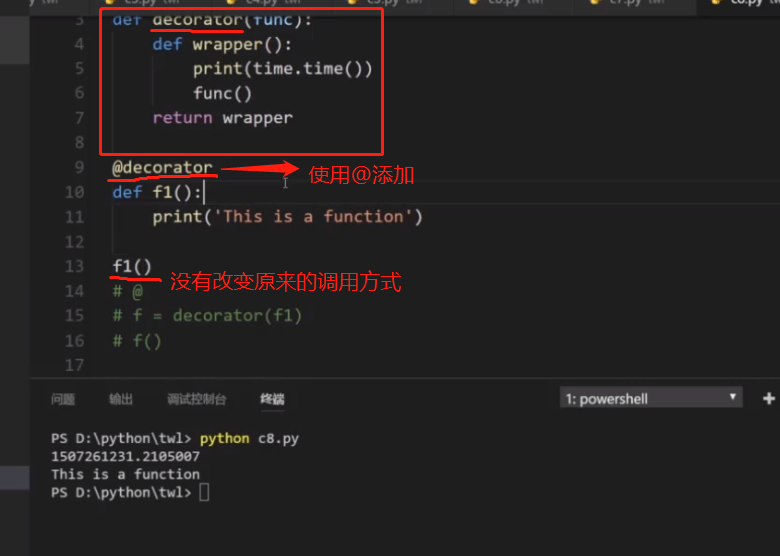 c5.py twl
c4.py twl
c5.py twl
c6.py twl
c7.py twl
c8.py twl
3 def decorator(func):
4 def wrapper():
5 print(time.time())
6 func()
7 return wrapper
8
9 @decorator 使用@添加
10 def f1():
11 print('This is a function')
12
13 f1() 没有改变原来的调用方式
14 # @
15 # f = decorator(f1)
16 # f()
17
问题 输出 调试控制台 终端 1: powershell
PS D:\python\twl> python c8.py
1507261231.2105007
This is a function
PS D:\python\twl>